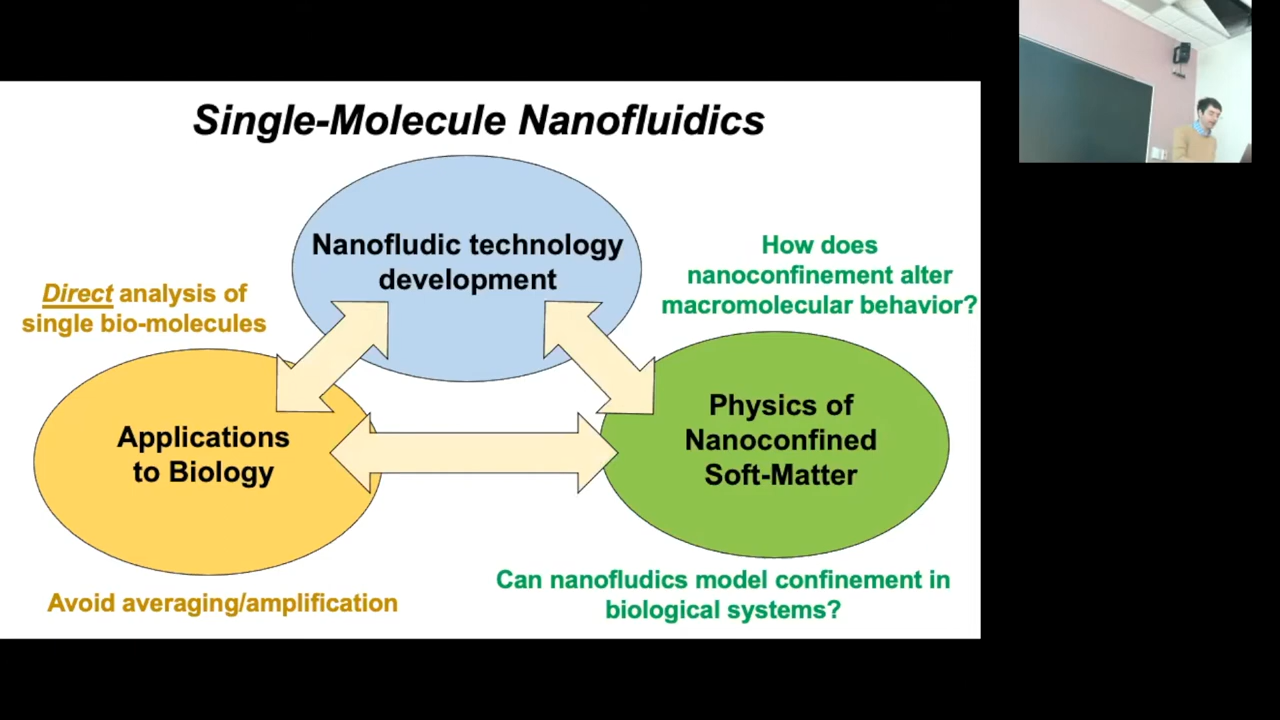 Single-Molecule Nanofluidics
Nanofludic technology
development
How does
nanoconfinement alter
macromolecular behavior?
Direct analysis of
single bio-molecules
Applications
to Biology
Physics of
Nanoconfined
Soft-Matter
Avoid averaging/amplification
Can nanofludics model confinement in
biological systems?